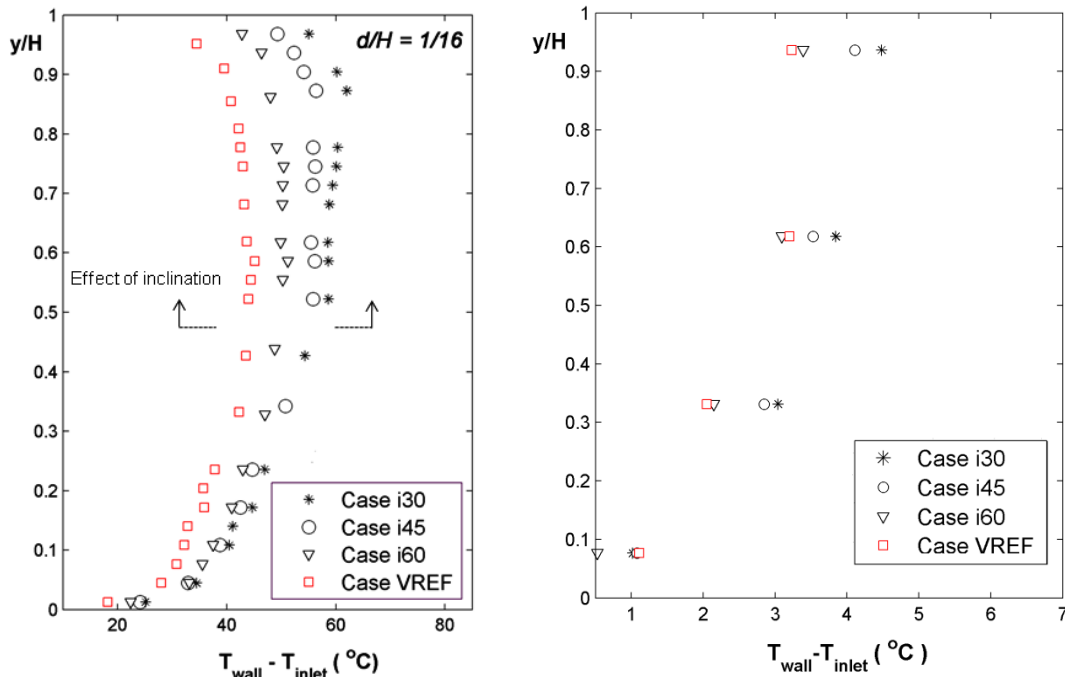 y/H
d/H = 1/16
1
0.9
0.8
0.7
0.6
0.5
0.4
0.3
0.2
0.1
0
Effect of inclination
Case i30
Case i45
Case i60
Case VREF
20
40
60
80
T_wall - T_inlet ( °C)
y/H
1
0.9
0.8
0.7
0.6
0.5
0.4
0.3
0.2
0.1
0
Case i30
Case i45
Case i60
Case VREF
1
2
3
4
5
6
7
T_wall-T_inlet ( °C )